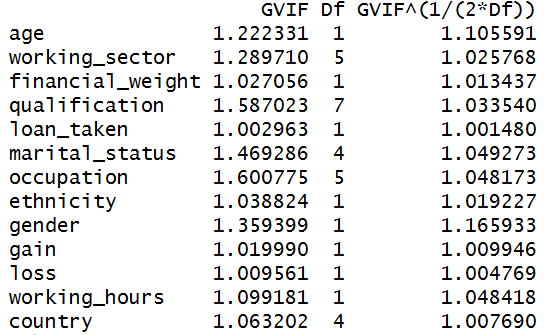 GVIF Df GVIF^(1/(2*Df))
age 1.222331 1 1.105591
working_sector 1.289710 5 1.025768
financial_weight 1.027056 1 1.013437
qualification 1.587023 7 1.033540
loan_taken 1.002963 1 1.001480
marital_status 1.469286 4 1.049273
occupation 1.600775 5 1.048173
ethnicity 1.038824 1 1.019227
gender 1.359399 1 1.165933
gain 1.019990 1 1.009946
loss 1.009561 1 1.004769
working_hours 1.099181 1 1.048418
country 1.063202 4 1.007690